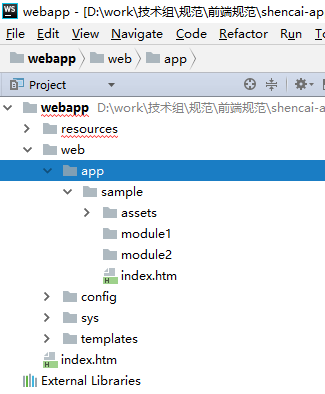 WS webapp - [D:\work\技术组\规范\前端规范\shencai-ap
File Edit View Navigate Code Refactor Run T
webapp web app
Project
webapp D:\work\技术组\规范\前端规范\shencai-a
resources
web
app
sample
assets
module1
module2
H index.htm
config
sys
templates
H index.htm
External Libraries